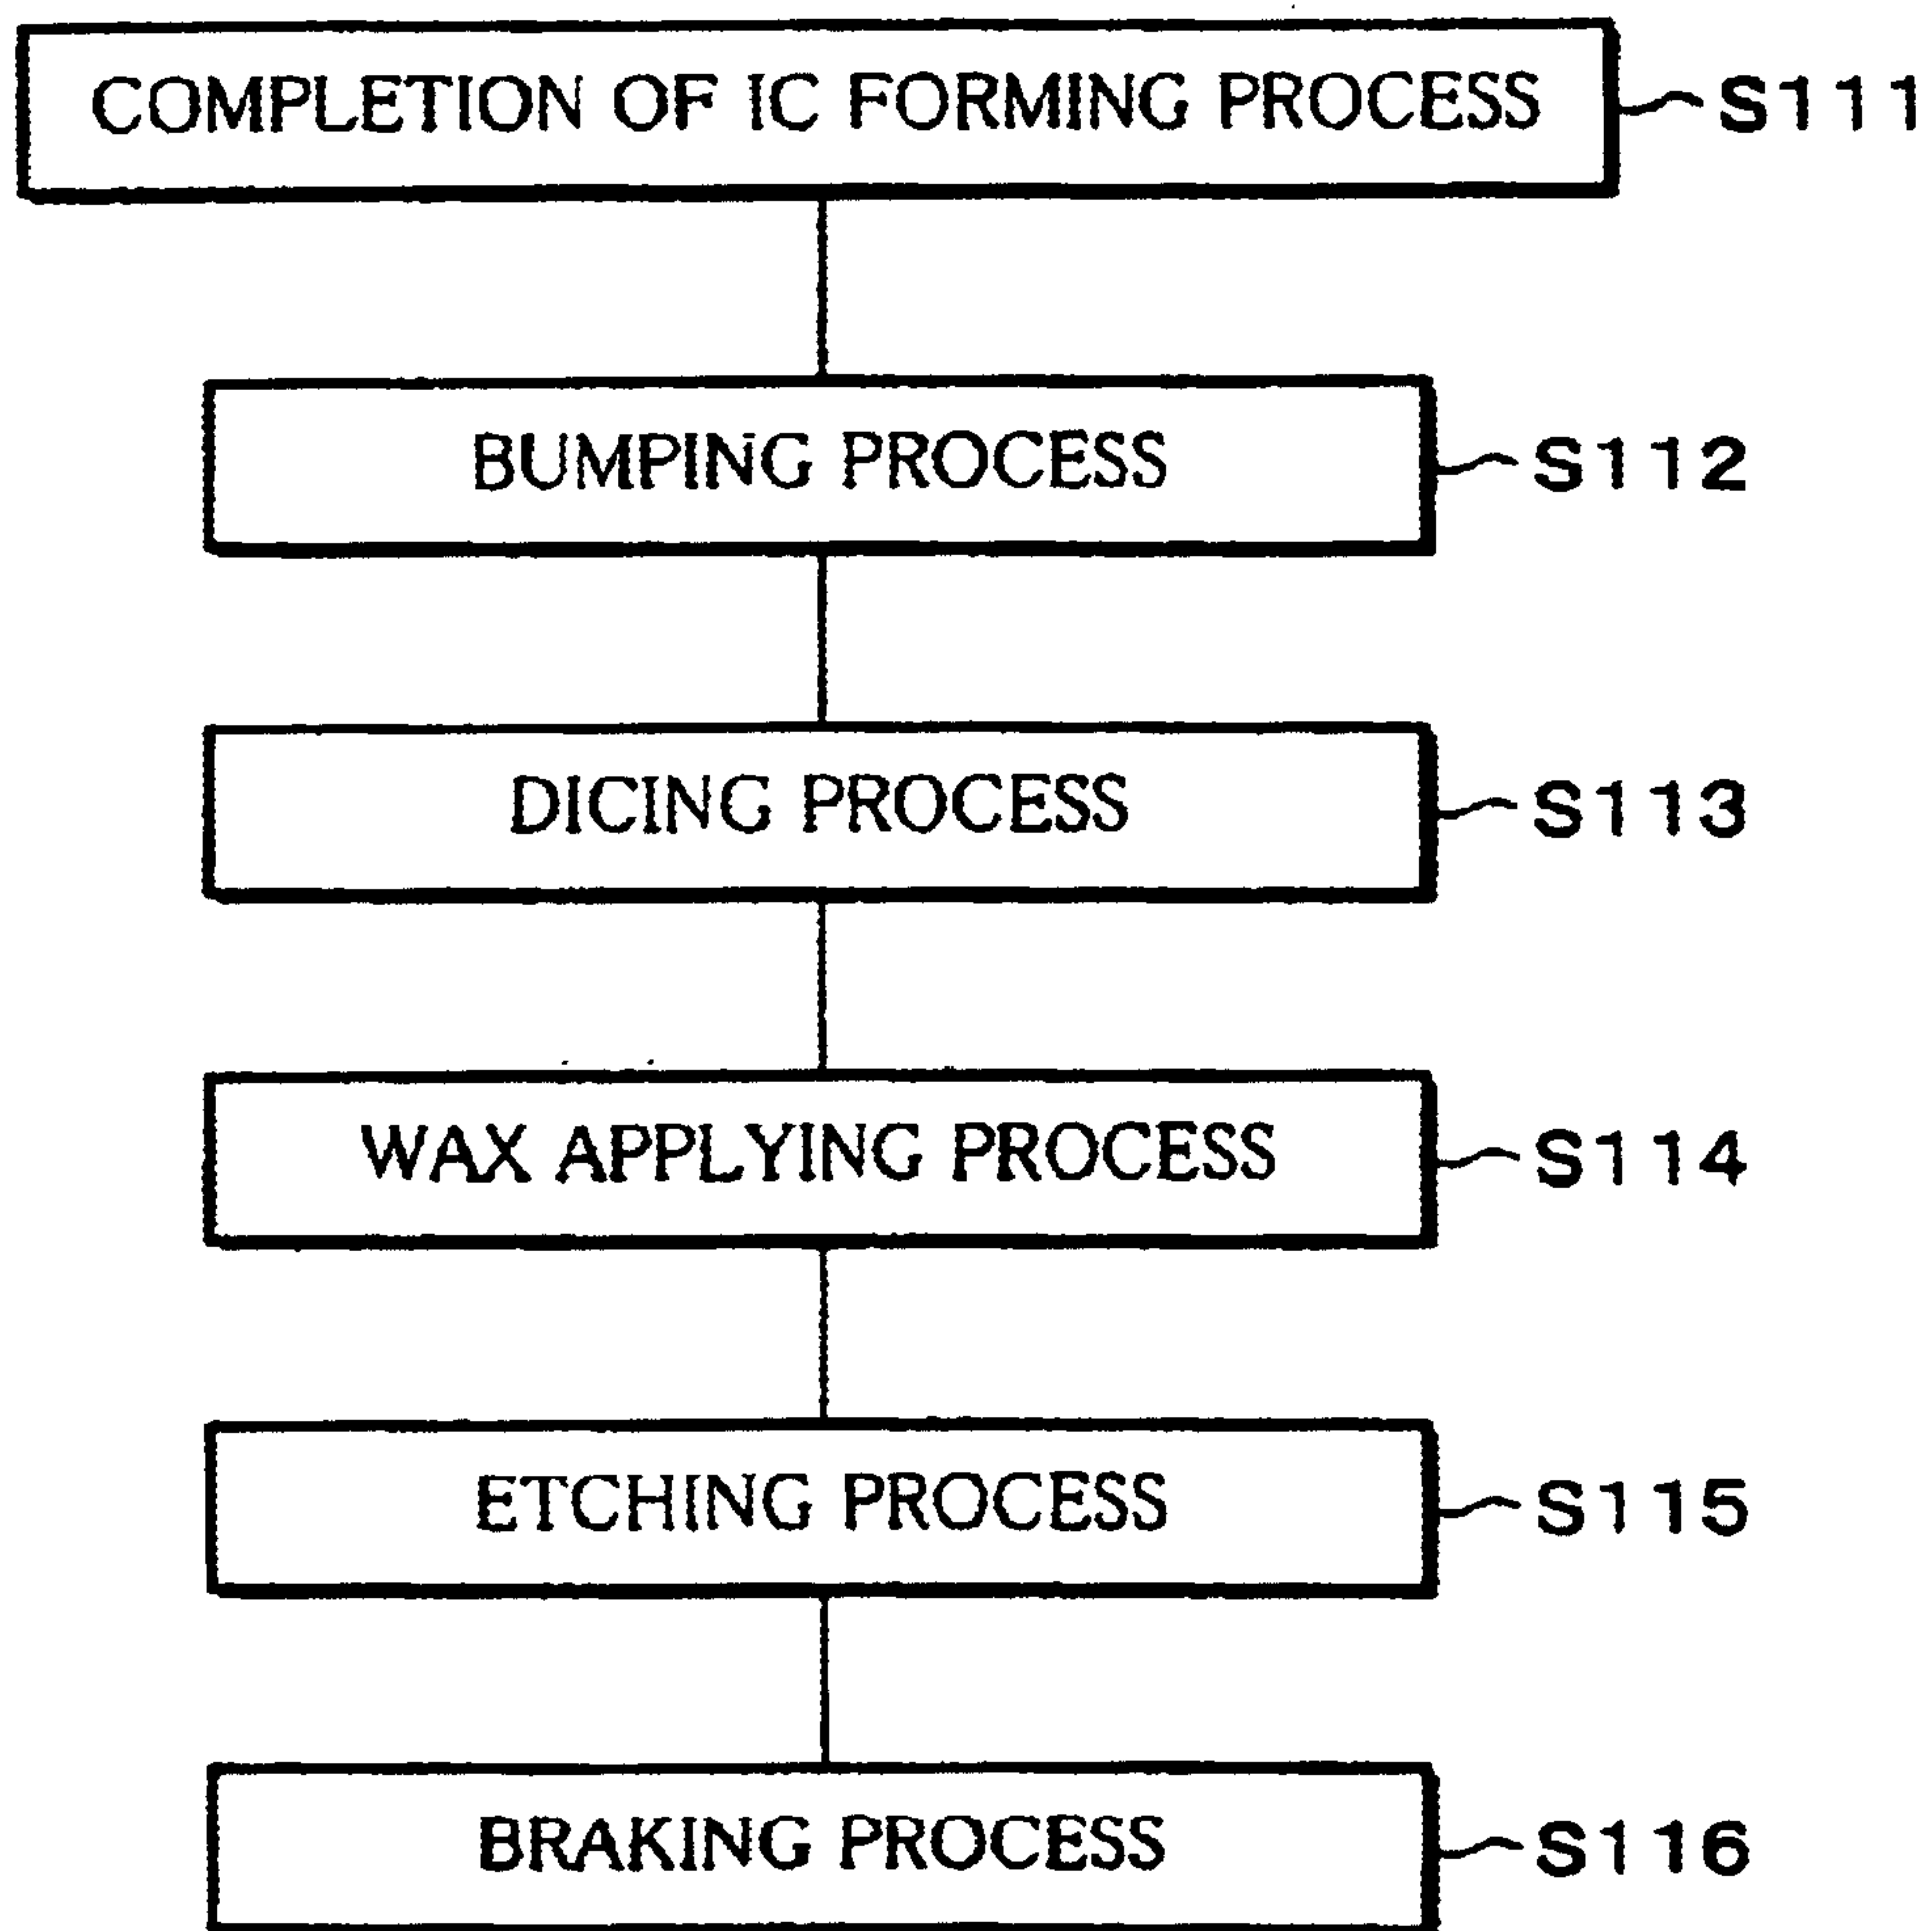 COMPLETION OF IC FORMING PROCESS S111
BUMPING PROCESS S112
DICING PROCESS S113
WAX APPLYING PROCESS S114
ETCHING PROCESS S115
BRAKING PROCESS S116